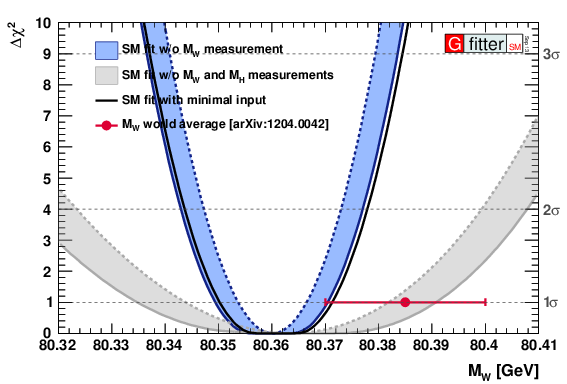 Δχ²
10
9
8
7
6
5
4
3
2
1
0
SM fit w/o M_W measurement
SM fit w/o M_W and M_H measurements
SM fit with minimal input
M_W world average [arXiv:1204.0042]
G fitter SM
3σ
2σ
1σ
80.32 80.33 80.34 80.35 80.36 80.37 80.38 80.39 80.4 80.41
M_W [GeV]